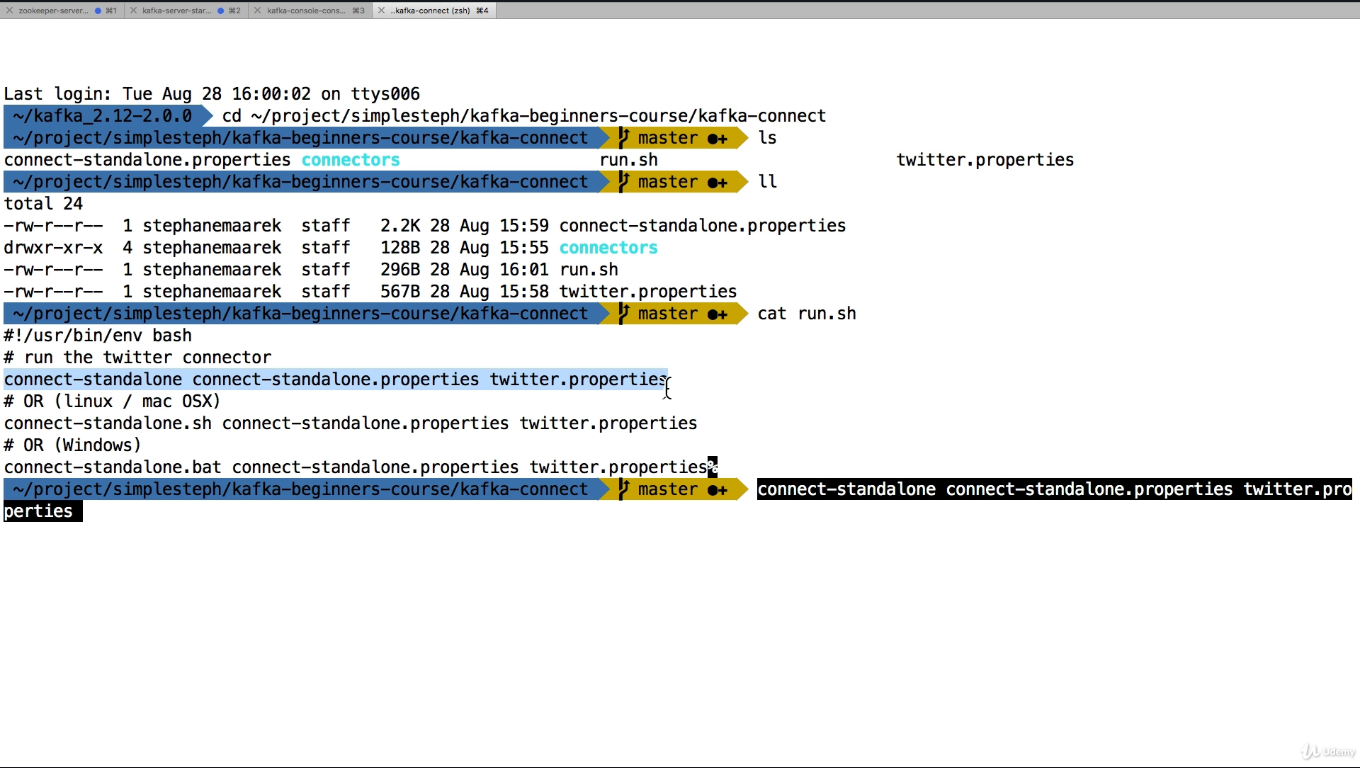 zookeeper-server... ⌘1 kafka-server-star... ⌘2 kafka-console-cons... ⌘3 ..kafka-connect (zsh) ⌘4
Last login: Tue Aug 28 16:00:02 on ttys006
~/kafka_2.12-2.0.0 cd ~/project/simplesteph/kafka-beginners-course/kafka-connect
~/project/simplesteph/kafka-beginners-course/kafka-connect master ●+ ls
connect-standalone.properties connectors run.sh twitter.properties
~/project/simplesteph/kafka-beginners-course/kafka-connect master ●+ ll
total 24
-rw-r--r-- 1 stephanemaarek staff 2.2K 28 Aug 15:59 connect-standalone.properties
drwxr-xr-x 4 stephanemaarek staff 128B 28 Aug 15:55 connectors
-rw-r--r-- 1 stephanemaarek staff 296B 28 Aug 16:01 run.sh
-rw-r--r-- 1 stephanemaarek staff 567B 28 Aug 15:58 twitter.properties
~/project/simplesteph/kafka-beginners-course/kafka-connect master ●+ cat run.sh
#!/usr/bin/env bash
# run the twitter connector
connect-standalone connect-standalone.properties twitter.properties
# OR (linux / mac OSX)
connect-standalone.sh connect-standalone.properties twitter.properties
# OR (Windows)
connect-standalone.bat connect-standalone.properties twitter.properties%
~/project/simplesteph/kafka-beginners-course/kafka-connect master ●+ connect-standalone connect-standalone.properties twitter.pro
perties
Udemy